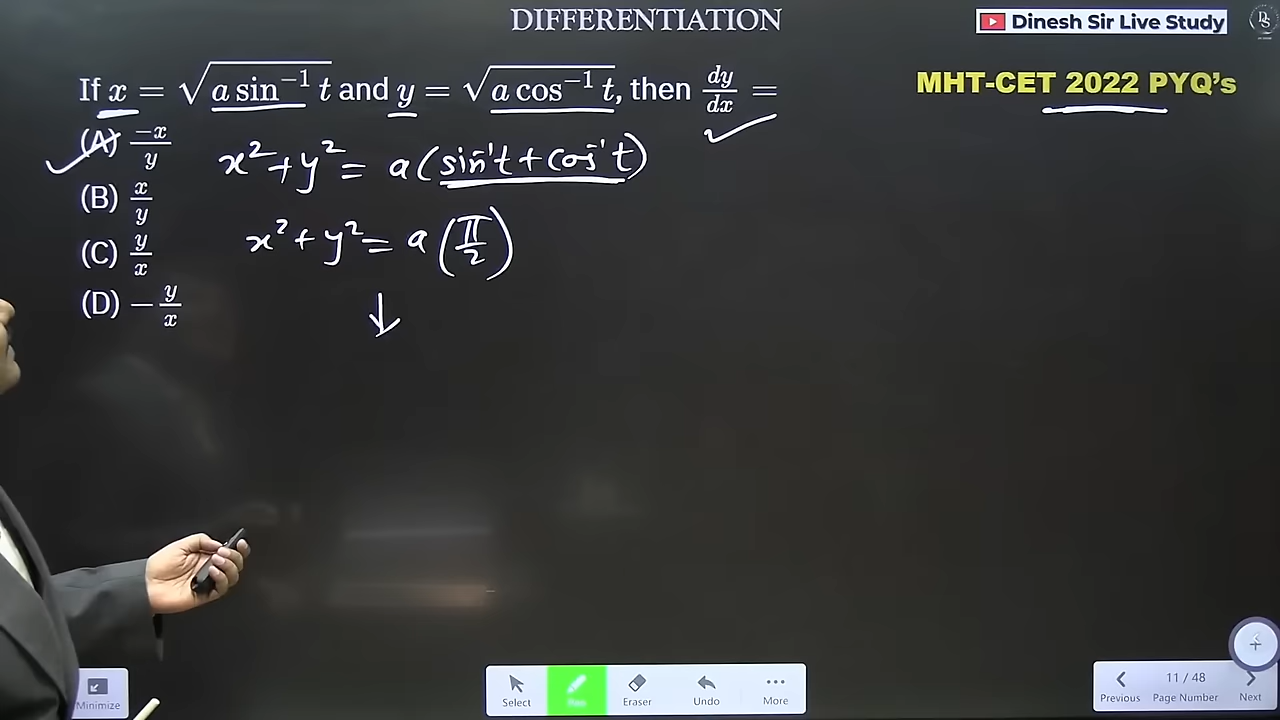 DIFFERENTIATION
Dinesh Sir Live Study
DS
MHT-CET 2022 PYQ's
If x = √(a sin⁻¹ t) and y = √(a cos⁻¹ t), then dy/dx =
(A) -x/y
(B) x/y
(C) y/x
(D) -y/x
x² + y² = a(sin⁻¹t + cos⁻¹t)
x² + y² = a(π/2)
↓
Minimize
Select
Pen
Eraser
Undo
More
Previous
11 / 48
Page Number
Next